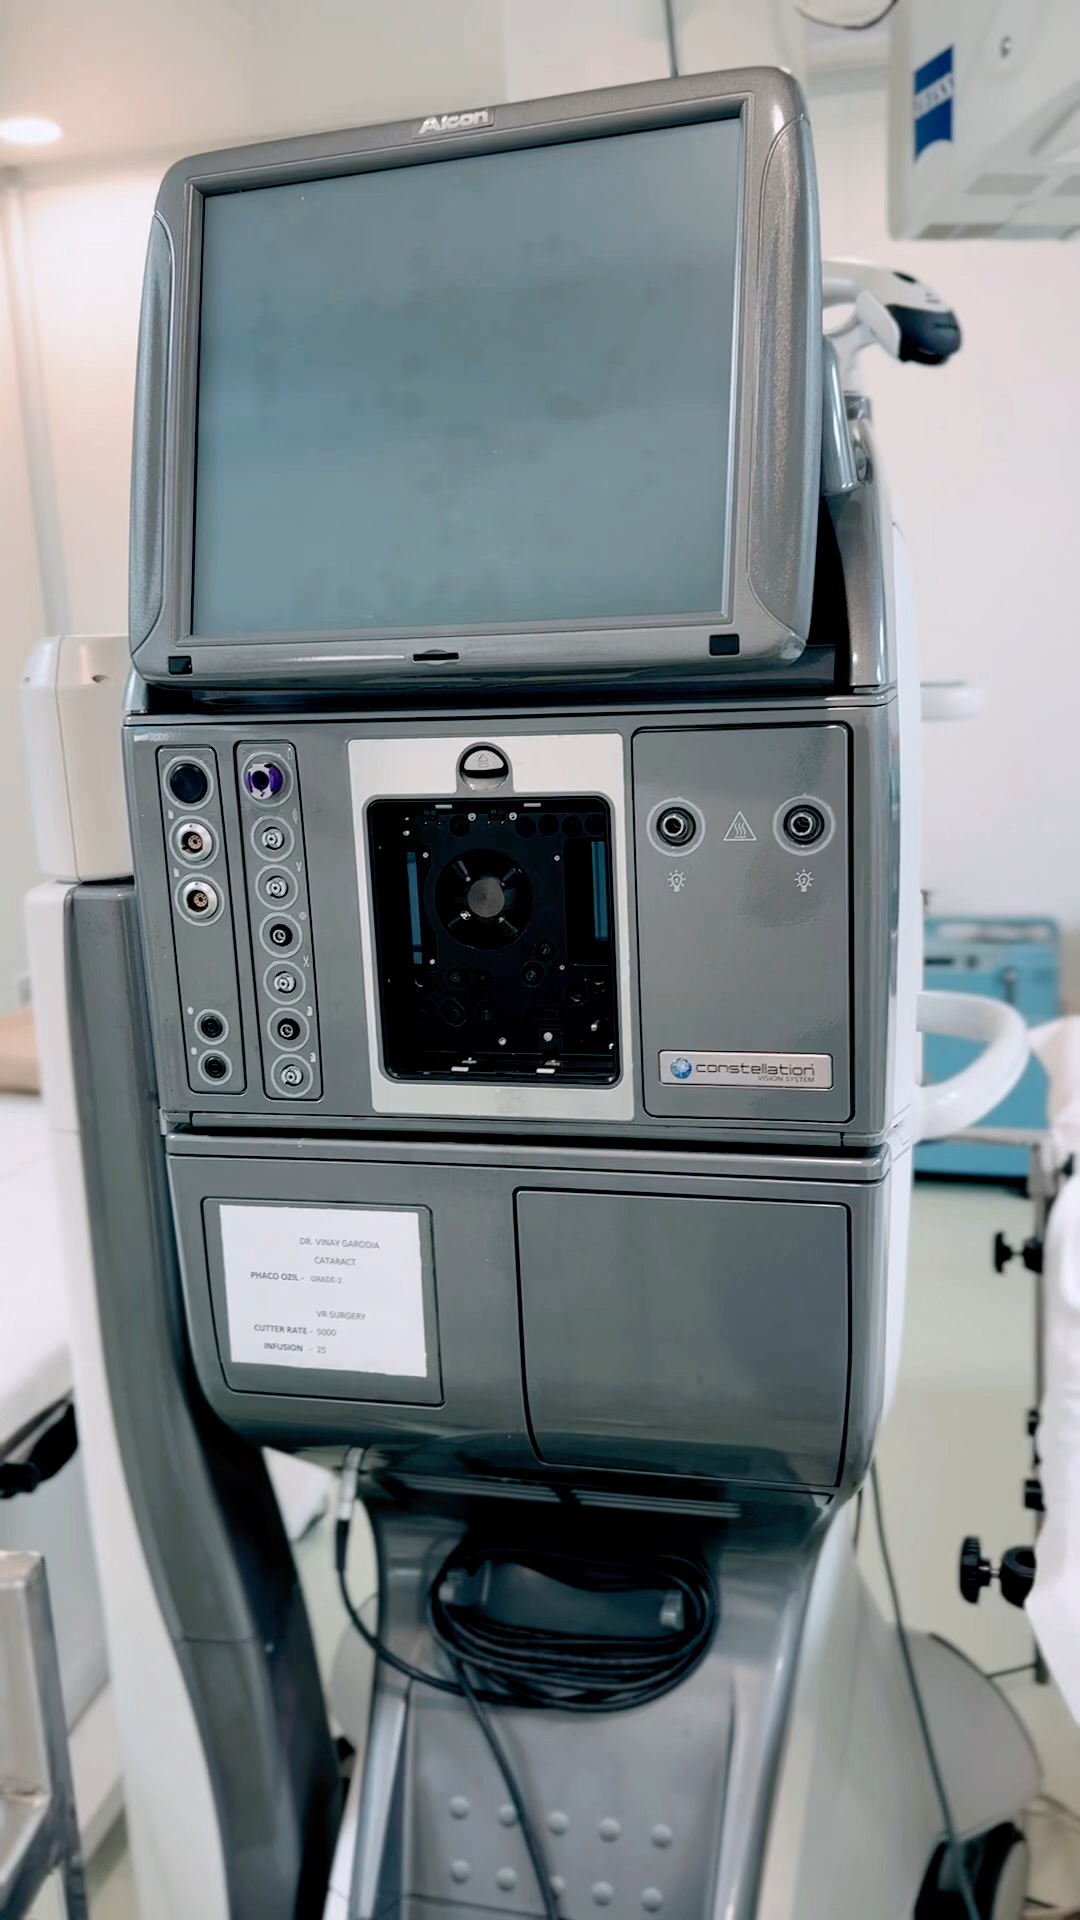 Alcon
ZEISS
constellation
VISION SYSTEM
DR. VINAY GARODIA
CATARACT
PHACO OZIL - GRADE-2
VR SURGERY
CUTTER RATE - 5000
INFUSION - 25